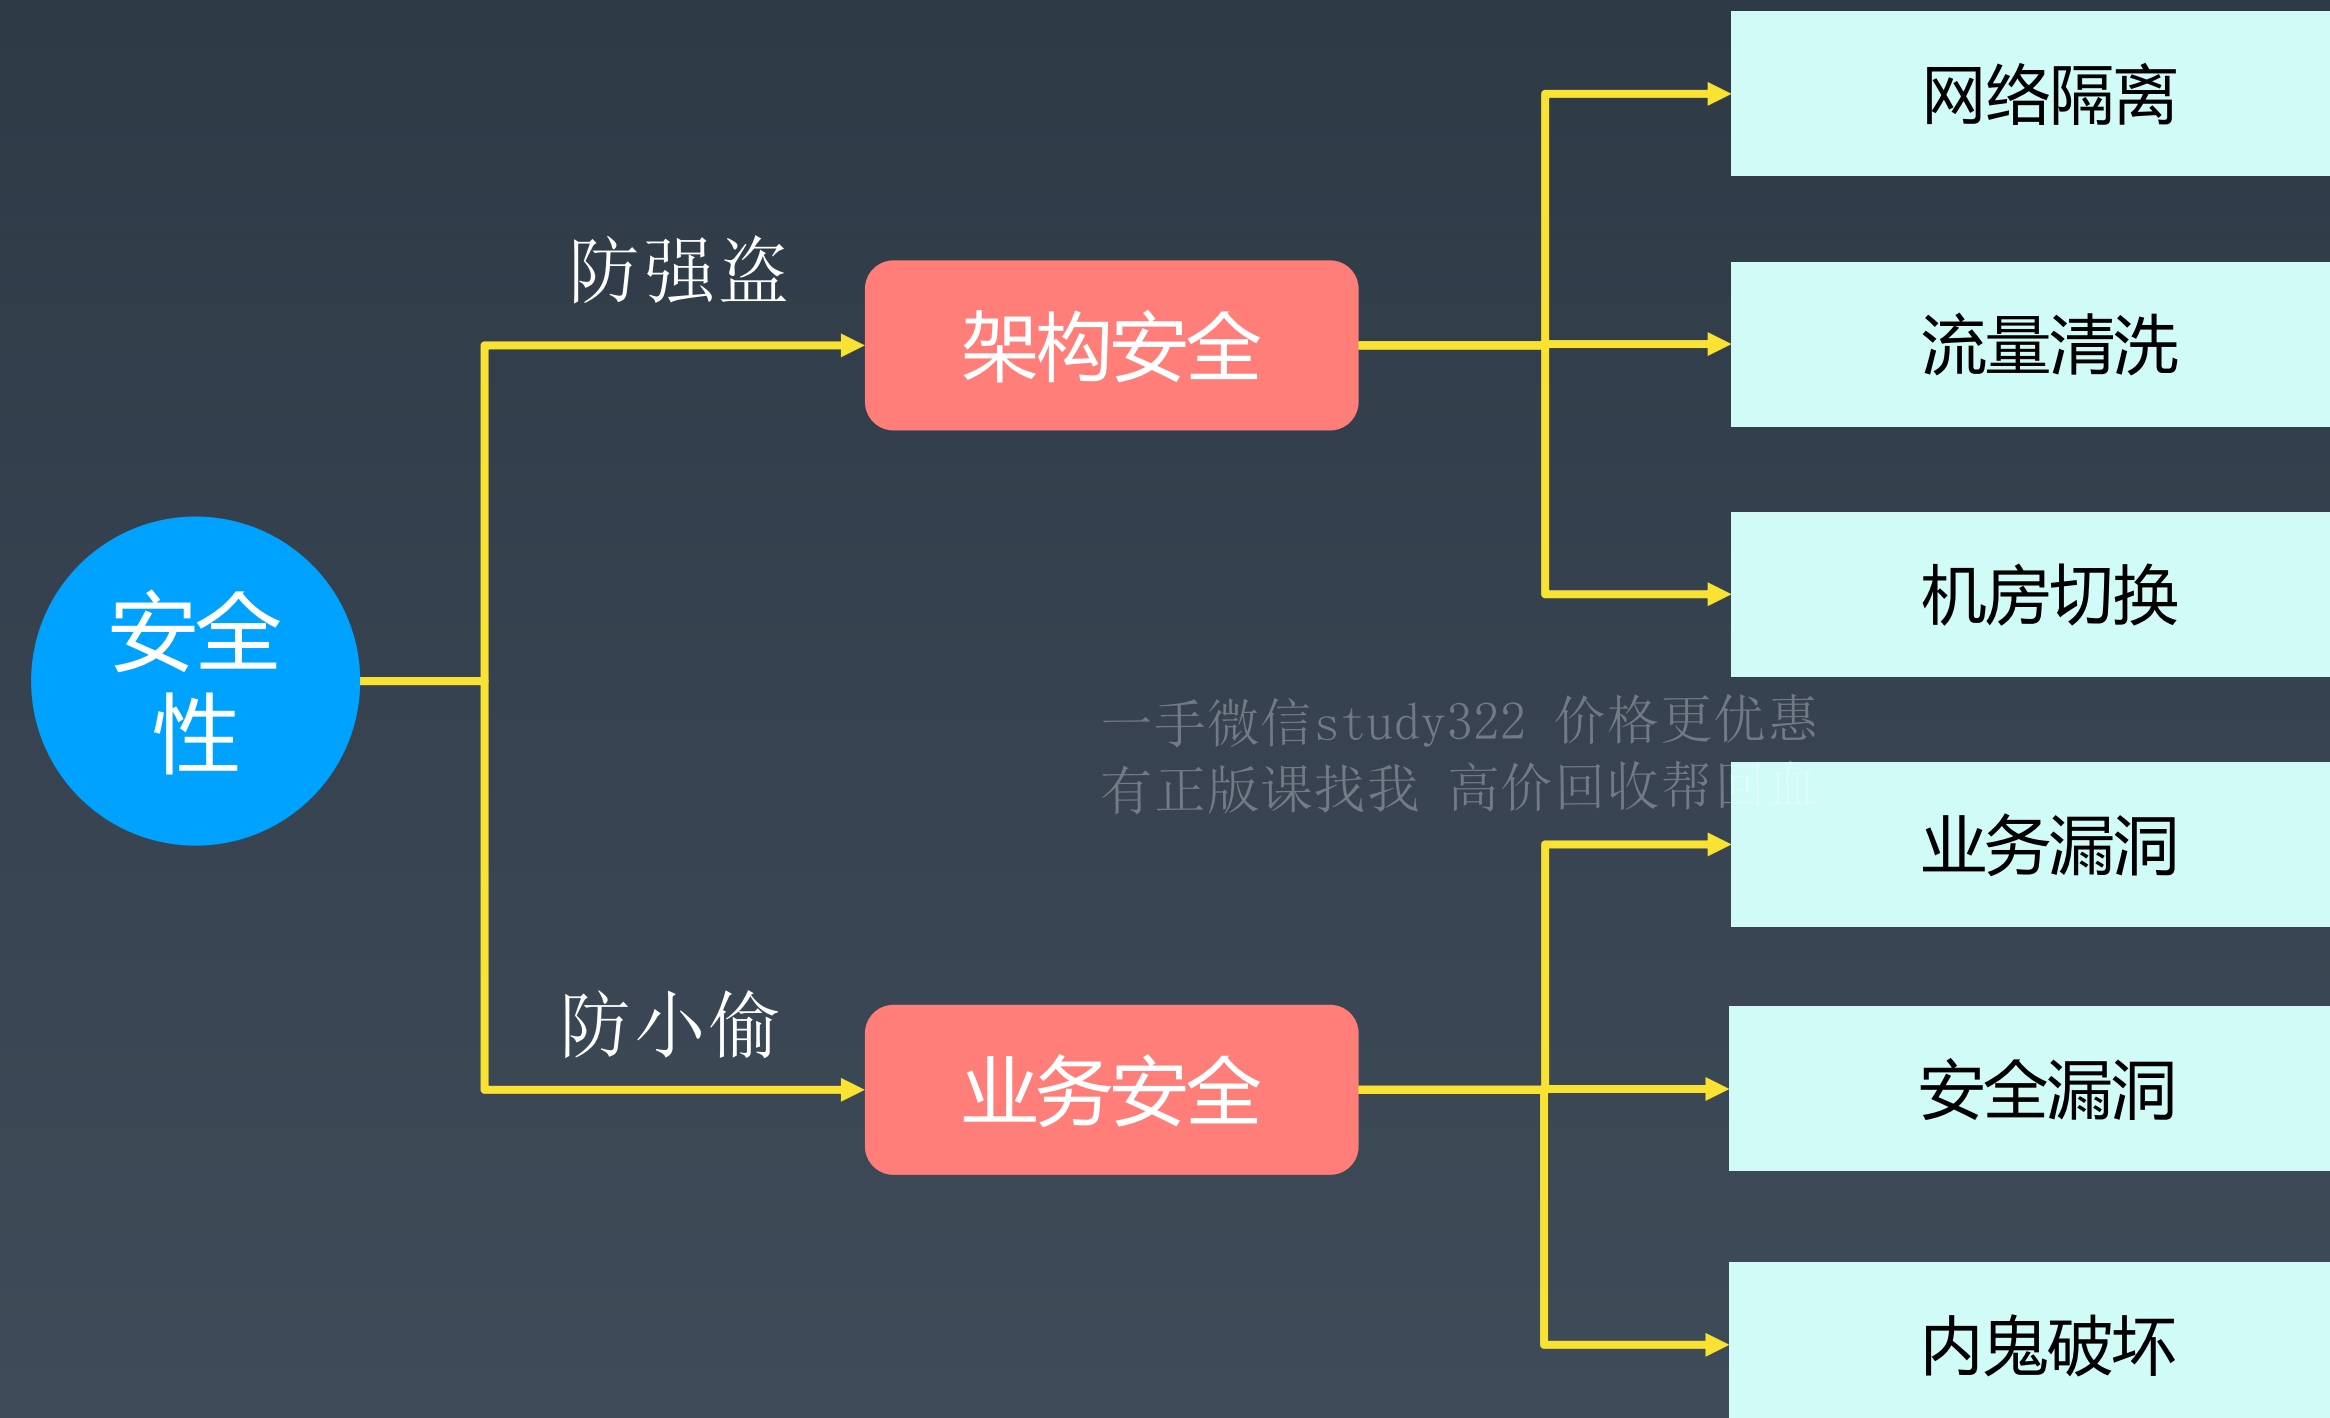 安全
性
防强盗
架构安全
网络隔离
流量清洗
机房切换
防小偷
业务安全
业务漏洞
安全漏洞
内鬼破坏
一手微信study322 价格更优惠
有正版课找我 高价回收帮回血